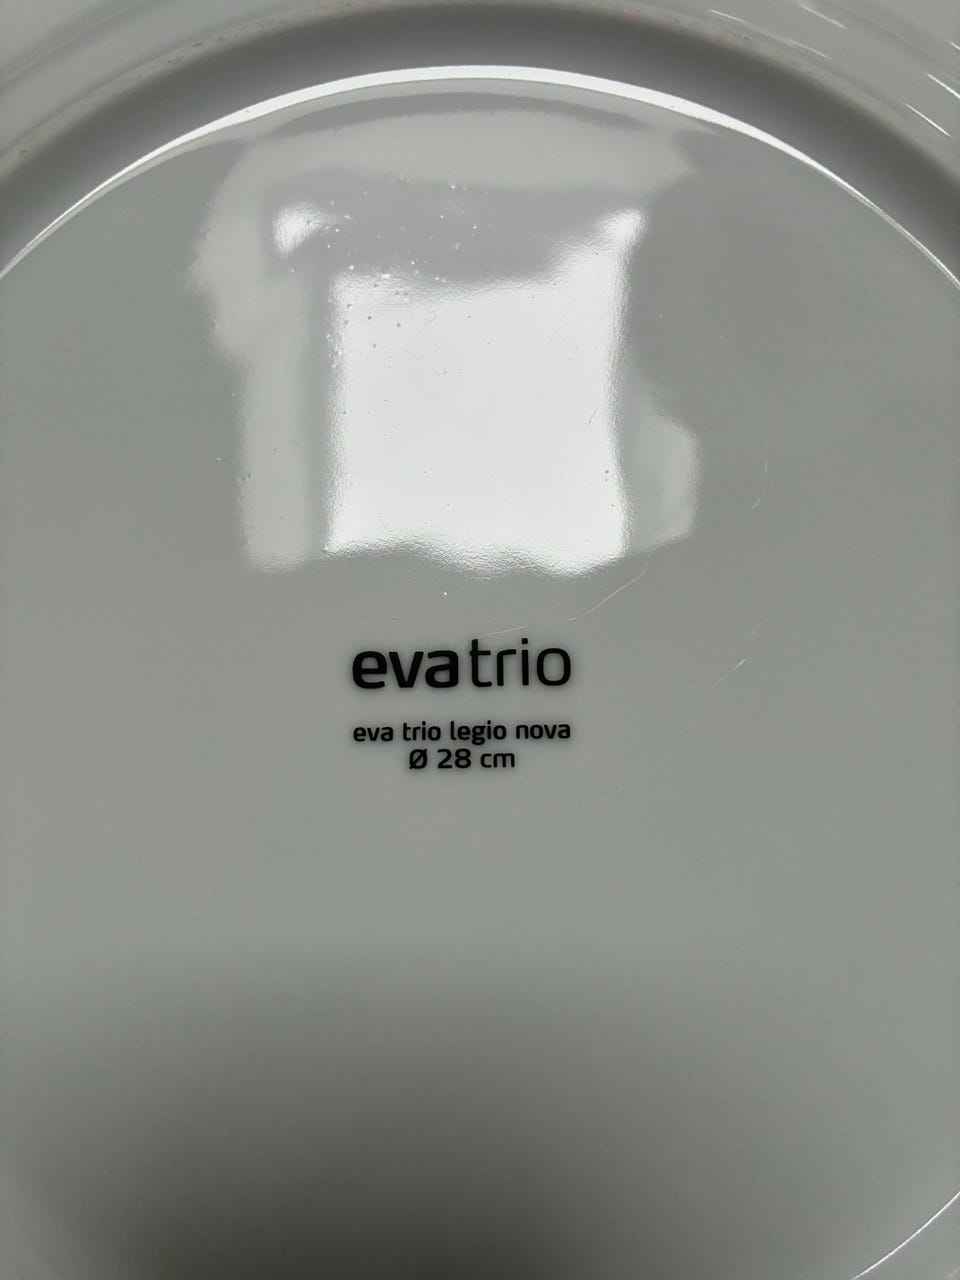 evatrio
eva trio legio nova
Ø 28 cm